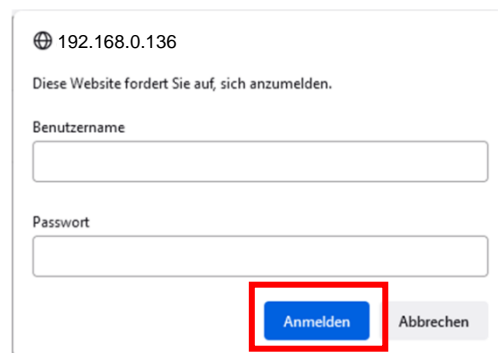 192.168.0.136
Diese Website fordert Sie auf, sich anzumelden.
Benutzername
Passwort
Anmelden Abbrechen